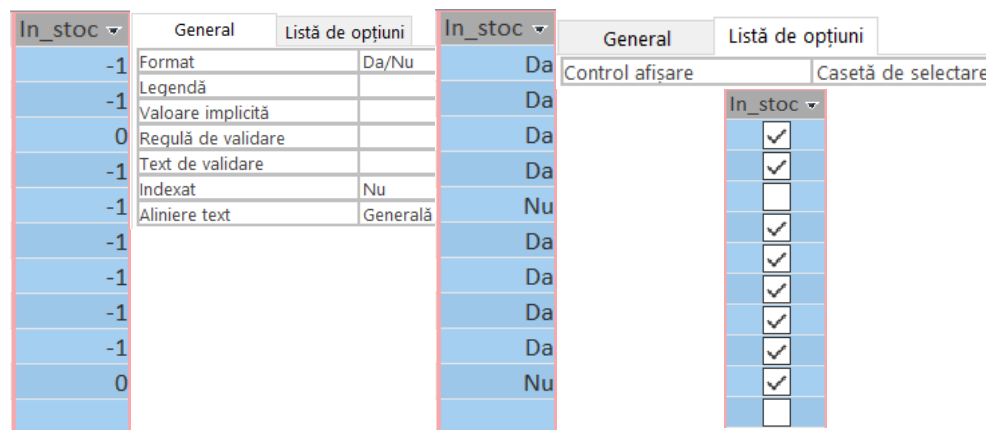 In_stoc
-1
-1
0
-1
-1
-1
-1
-1
-1
0
General Listă de opțiuni
Format Da/Nu
Legendă
Valoare implicită
Regulă de validare
Text de validare
Indexat Nu
Aliniere text Generală
In_stoc
Da
Da
Da
Da
Nu
Da
Da
Da
Da
Nu
General Listă de opțiuni
Control afișare Casetă de selectare
In_stoc